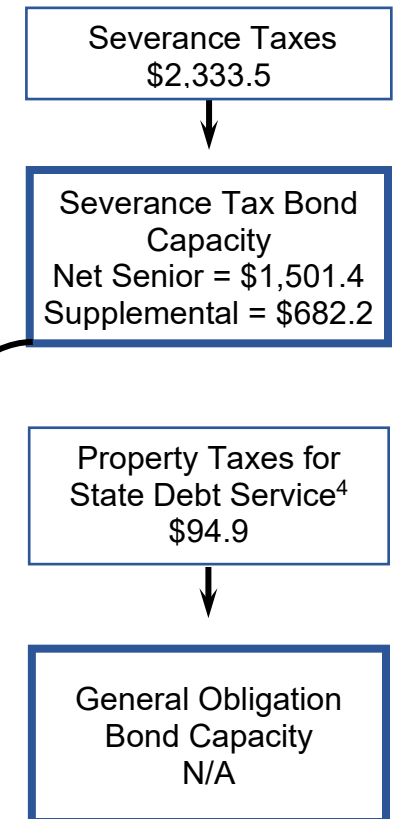 Severance Taxes
$2,333.5
Severance Tax Bond
Capacity
Net Senior = $1,501.4
Supplemental = $682.2
Property Taxes for
State Debt Service⁴
$94.9
General Obligation
Bond Capacity
N/A